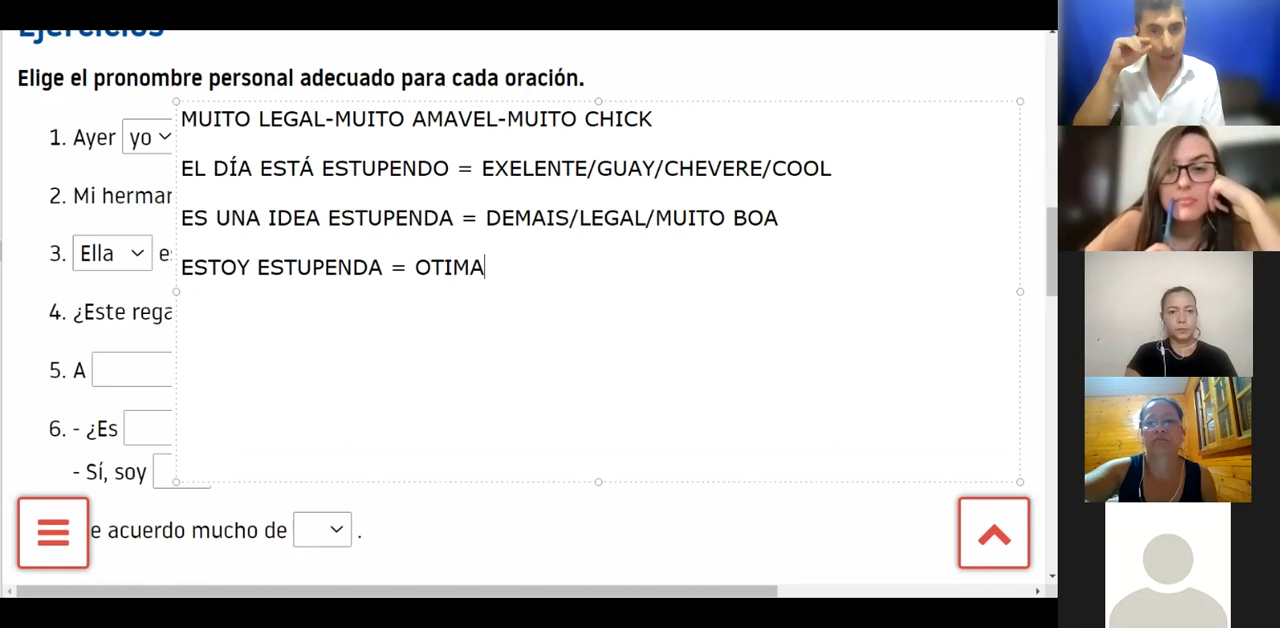 Ejercicios
Elige el pronombre personal adecuado para cada oración.
1. Ayer yo
MUITO LEGAL-MUITO AMAVEL-MUITO CHICK
EL DÍA ESTÁ ESTUPENDO = EXELENTE/GUAY/CHEVERE/COOL
2. Mi herman
ES UNA IDEA ESTUPENDA = DEMAIS/LEGAL/MUITO BOA
3. Ella e
ESTOY ESTUPENDA = OTIMA
4. ¿Este rega
5. A
6. - ¿Es
- Sí, soy
e acuerdo mucho de .